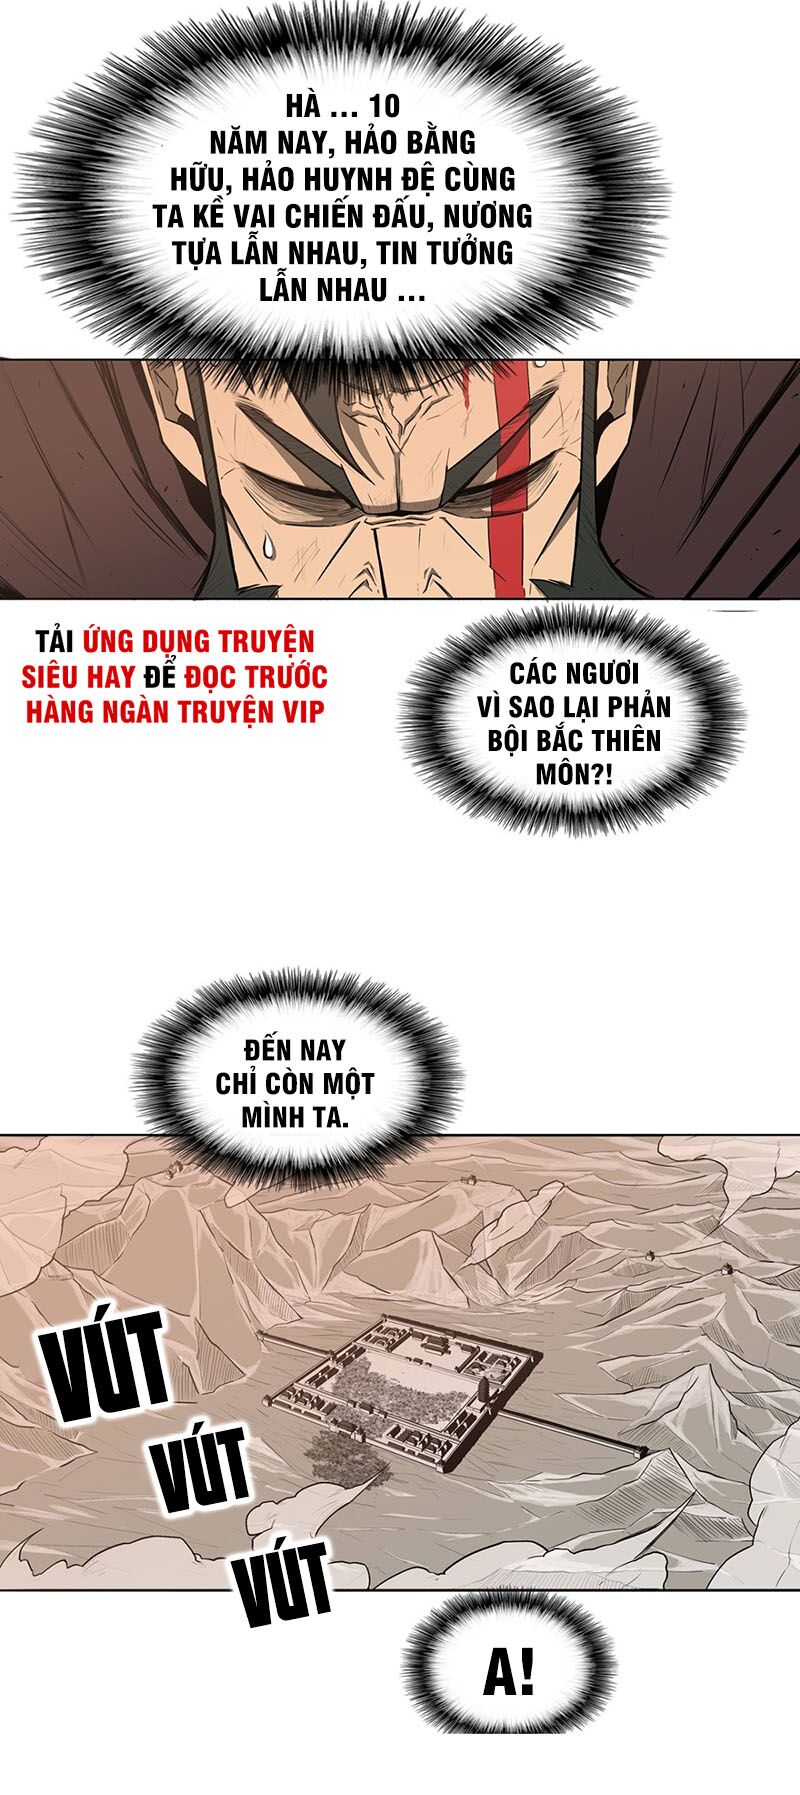 HÀ ... 10
NĂM NAY, HẢO BẰNG
HỮU, HẢO HUYNH ĐỆ CÙNG
TA KỀ VAI CHIẾN ĐẤU, NƯƠNG
TỰA LẪN NHAU, TIN TƯỞNG
LẪN NHAU ...
TẢI ỨNG DỤNG TRUYỆN
SIÊU HAY ĐỂ ĐỌC TRƯỚC
HÀNG NGÀN TRUYỆN VIP
CÁC NGƯƠI
VÌ SAO LẠI PHẢN
BỘI BẮC THIÊN
MÔN?!
ĐẾN NAY
CHỈ CÒN MỘT
MÌNH TA.
VÚT
VÚT
VÚT
A!